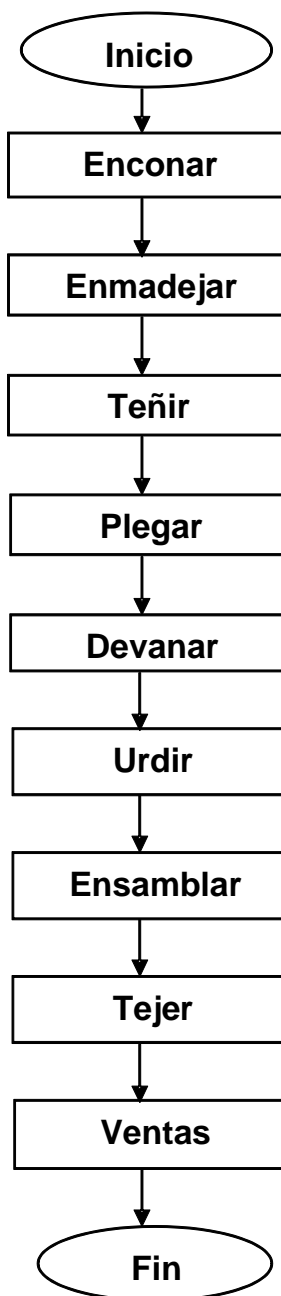 Inicio
Enconar
Enmadejar
Teñir
Plegar
Devanar
Urdir
Ensamblar
Tejer
Ventas
Fin